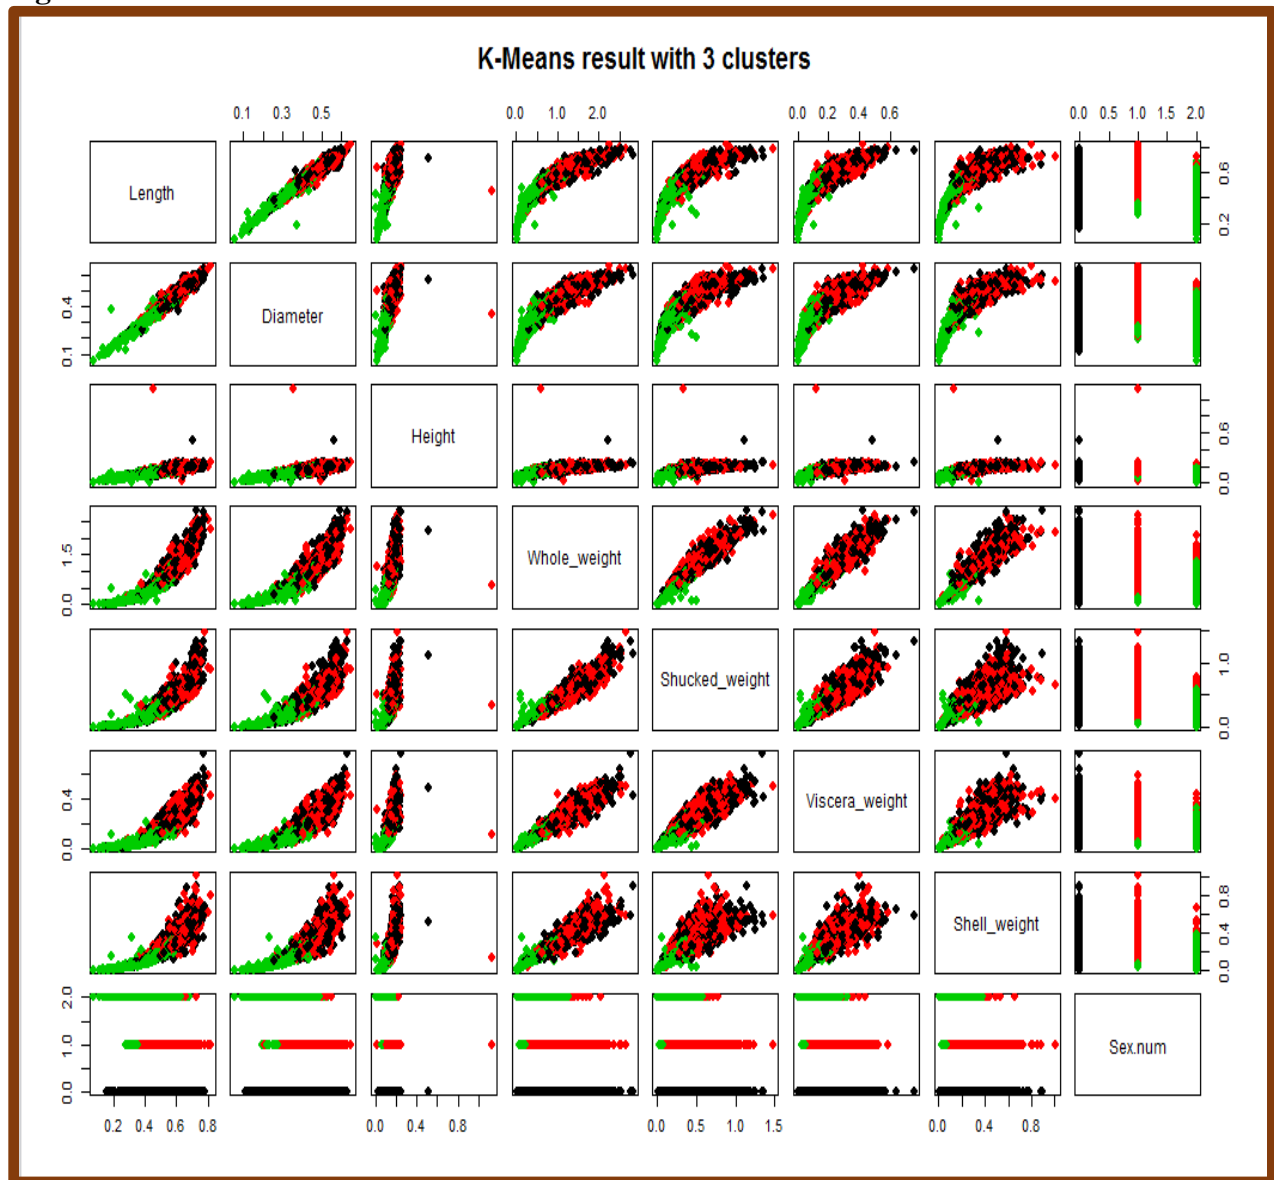 K-Means result with 3 clusters
0.1 0.3 0.5 0.0 1.0 2.0 0.0 0.2 0.4 0.6 0.0 0.5 1.0 1.5 2.0
Length
0.2 0.6
Diameter
0.1 0.4
Height
0.0 0.6
Whole_weight
0.0 1.5
Shucked_weight
0.0 1.0
Viscera_weight
0.0 0.4
Shell_weight
0.0 0.4 0.8
Sex.num
0.0 1.0 2.0
0.2 0.4 0.6 0.8 0.0 0.4 0.8 0.0 0.5 1.0 1.5 0.0 0.4 0.8